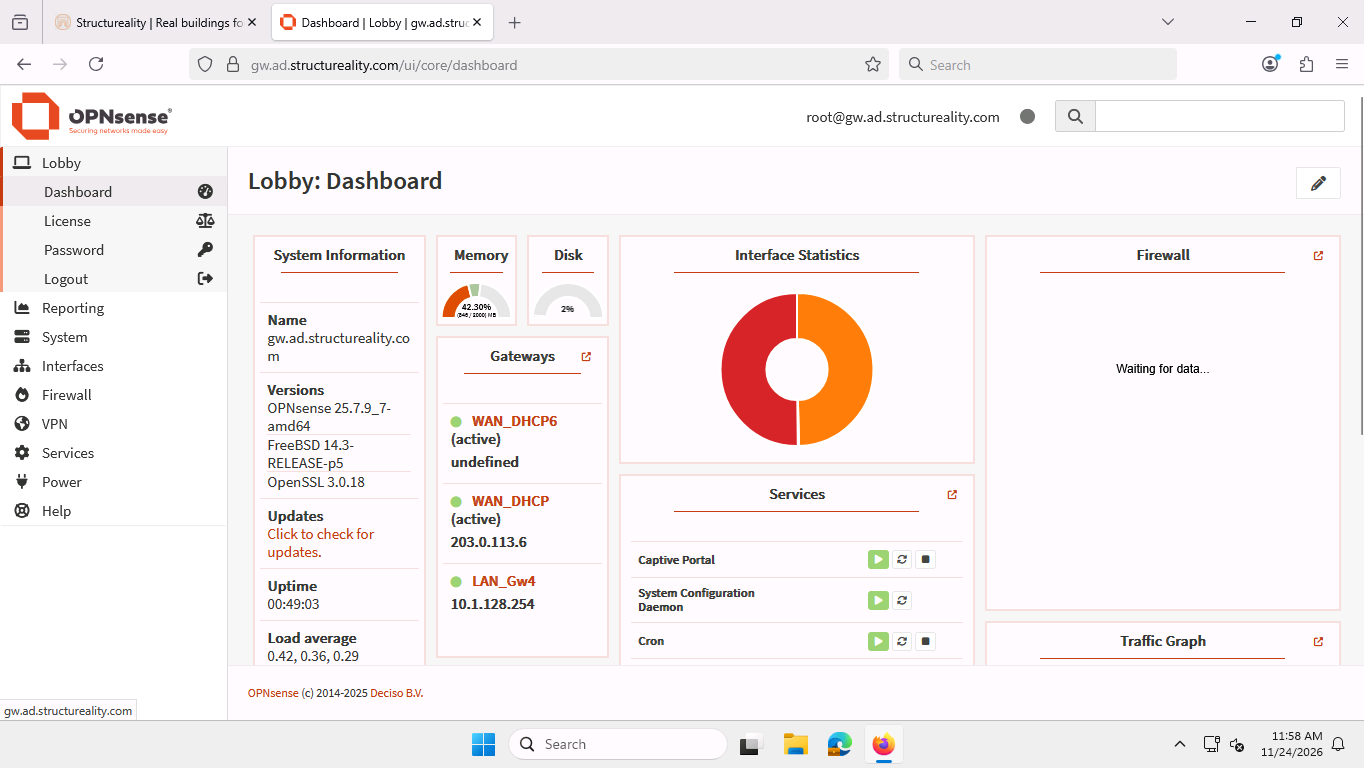 Structureality | Real buildings fo
Dashboard | Lobby | gw.ad.struc
gw.ad.structureality.com/ui/core/dashboard
Search
OPNsense®
Securing networks made easy
root@gw.ad.structureality.com
Lobby
Dashboard
License
Password
Logout
Reporting
System
Interfaces
Firewall
VPN
Services
Power
Help
Lobby: Dashboard
System Information
Name
gw.ad.structureality.co
m
Versions
OPNsense 25.7.9_7-
amd64
FreeBSD 14.3-
RELEASE-p5
OpenSSL 3.0.18
Updates
Click to check for
updates.
Uptime
00:49:03
Load average
0.42, 0.36, 0.29
Memory
42.30%
(846 / 2000) MB
Disk
2%
Gateways
WAN_DHCP6
(active)
undefined
WAN_DHCP
(active)
203.0.113.6
LAN_Gw4
10.1.128.254
Interface Statistics
Services
Captive Portal
System Configuration
Daemon
Cron
Firewall
Waiting for data...
Traffic Graph
OPNsense (c) 2014-2025 Deciso B.V.
gw.ad.structureality.com
Search
11:58 AM
11/24/2026